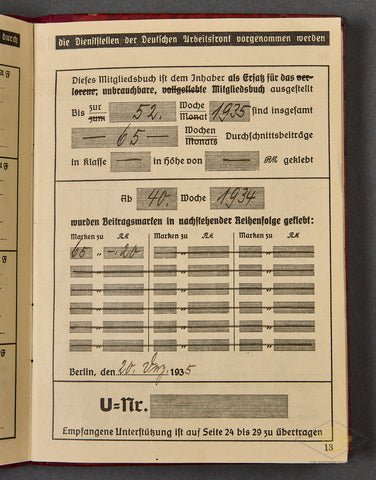 durch
die Dienststellen der Deutschen Arbeitsfront vorgenommen werden
Dieses Mitgliedsbuch ist dem Inhaber als Ersatz für das ver-
lorene, unbrauchbare, vollgeklebte Mitgliedsbuch ausgestellt
Bis zur zum 52. Woche Monat 1935 sind insgesamt
— 65 — Wochen Monats Durchschnittsbeiträge
in Klasse — in Höhe von — RM geklebt
Ab 40. Woche 1934
wurden Beitragsmarken in nachstehender Reihenfolge geklebt:
Marken zu RM Marken zu RM Marken zu RM
65 „ -.20 „ „
„ „ „
„ „ „
„ „ „
„ „ „
„ „ „
Berlin, den 20. Dez. 1935
U=Nr.
Empfangene Unterstützung ist auf Seite 24 bis 29 zu übertragen
13